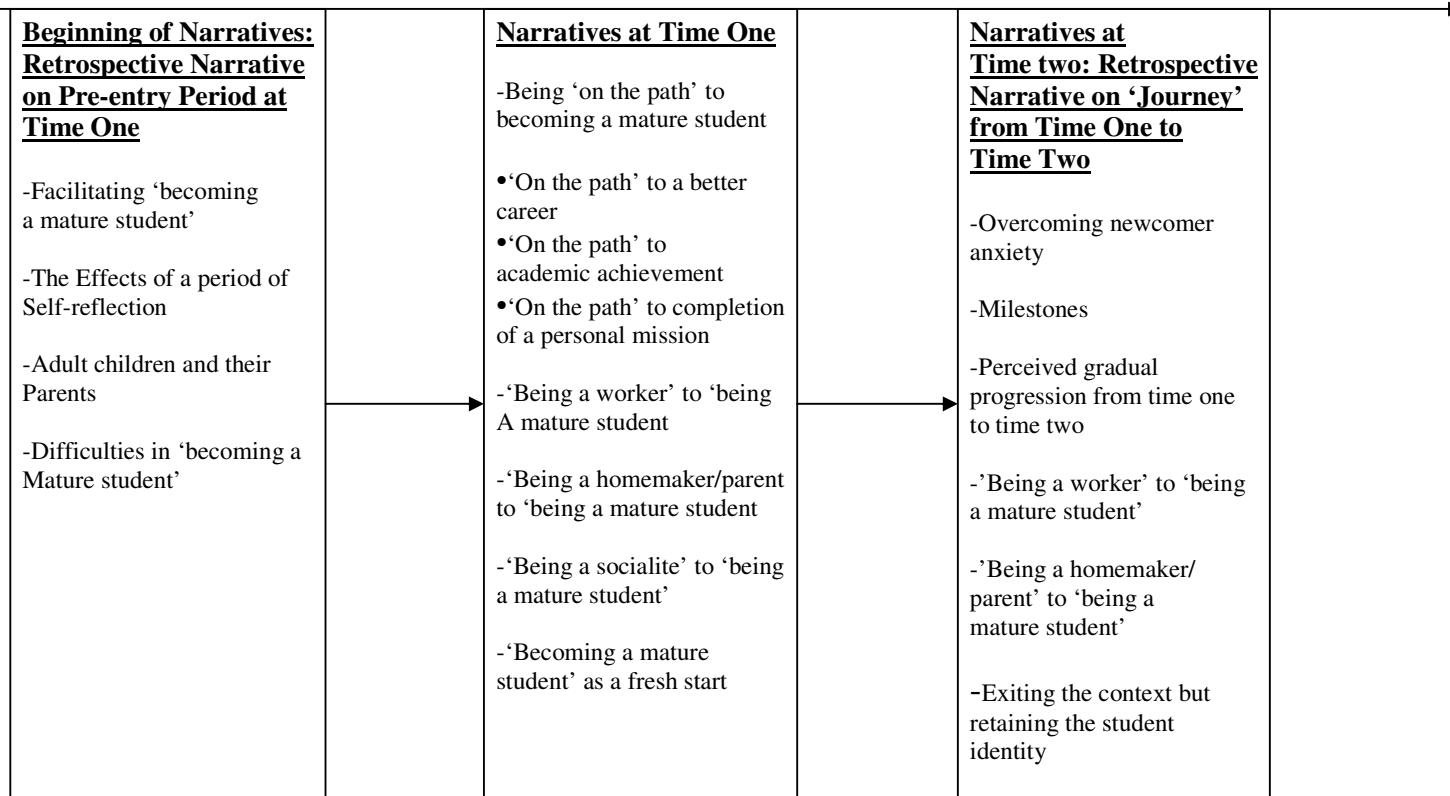 Beginning of Narratives:
Retrospective Narrative
on Pre-entry Period at
Time One
-Facilitating ‘becoming
a mature student’
-The Effects of a period of
Self-reflection
-Adult children and their
Parents
-Difficulties in ‘becoming a
Mature student’
Narratives at Time One
-Being ‘on the path’ to
becoming a mature student
•‘On the path’ to a better
career
•‘On the path’ to
academic achievement
•‘On the path’ to completion
of a personal mission
-‘Being a worker’ to ‘being
A mature student
-‘Being a homemaker/parent
to ‘being a mature student
-‘Being a socialite’ to ‘being
a mature student’
-‘Becoming a mature
student’ as a fresh start
Narratives at
Time two: Retrospective
Narrative on ‘Journey’
from Time One to
Time Two
-Overcoming newcomer
anxiety
-Milestones
-Perceived gradual
progression from time one
to time two
-’Being a worker’ to ‘being
a mature student’
-’Being a homemaker/
parent’ to ‘being a
mature student’
-Exiting the context but
retaining the student
identity